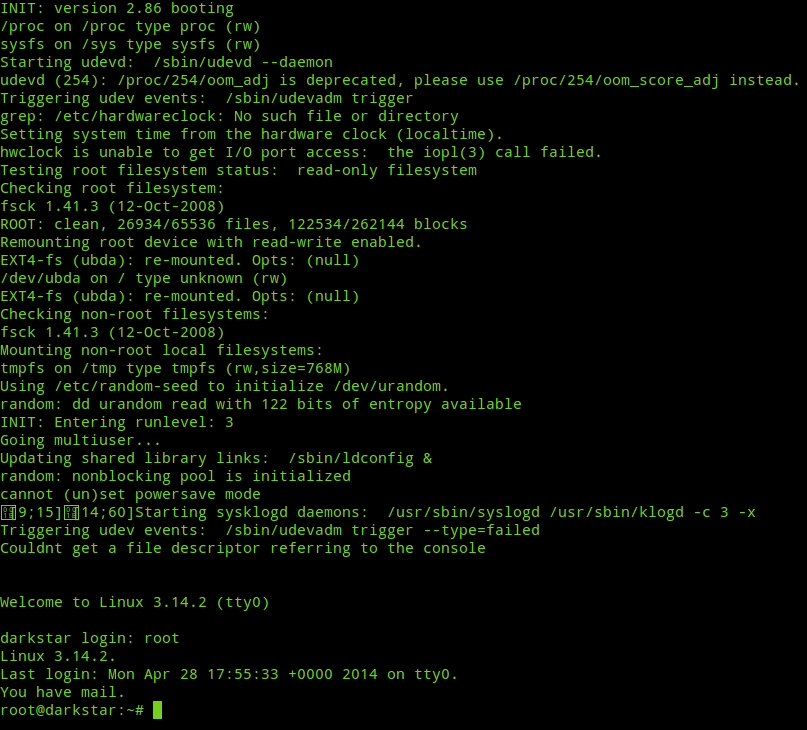 INIT: version 2.86 booting
/proc on /proc type proc (rw)
sysfs on /sys type sysfs (rw)
Starting udevd:  /sbin/udevd --daemon
udevd (254): /proc/254/oom_adj is deprecated, please use /proc/254/oom_score_adj instead.
Triggering udev events:  /sbin/udevadm trigger
grep: /etc/hardwareclock: No such file or directory
Setting system time from the hardware clock (localtime).
hwclock is unable to get I/O port access:  the iopl(3) call failed.
Testing root filesystem status:  read-only filesystem
Checking root filesystem:
fsck 1.41.3 (12-Oct-2008)
ROOT: clean, 26934/65536 files, 122534/262144 blocks
Remounting root device with read-write enabled.
EXT4-fs (ubda): re-mounted. Opts: (null)
/dev/ubda on / type unknown (rw)
EXT4-fs (ubda): re-mounted. Opts: (null)
Checking non-root filesystems:
fsck 1.41.3 (12-Oct-2008)
Mounting non-root local filesystems:
tmpfs on /tmp type tmpfs (rw,size=768M)
Using /etc/random-seed to initialize /dev/urandom.
random: dd urandom read with 122 bits of entropy available
INIT: Entering runlevel: 3
Going multiuser...
Updating shared library links:  /sbin/ldconfig &
random: nonblocking pool is initialized
cannot (un)set powersave mode
9;15]14;60]Starting sysklogd daemons:  /usr/sbin/syslogd /usr/sbin/klogd -c 3 -x
Triggering udev events:  /sbin/udevadm trigger --type=failed
Couldnt get a file descriptor referring to the console
Welcome to Linux 3.14.2 (tty0)
darkstar login: root
Linux 3.14.2.
Last login: Mon Apr 28 17:55:33 +0000 2014 on tty0.
You have mail.
root@darkstar:~#